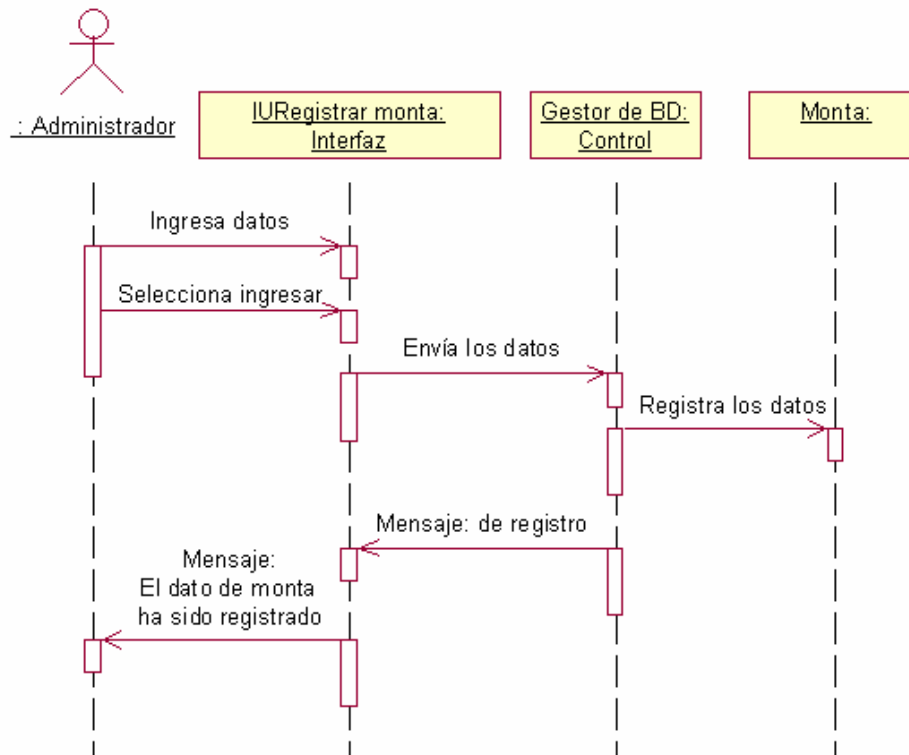 : Administrador
IURegistrar monta:
Interfaz
Gestor de BD:
Control
Monta:
Ingresa datos
Selecciona ingresar
Envía los datos
Registra los datos
Mensaje: de registro
Mensaje:
El dato de monta
ha sido registrado